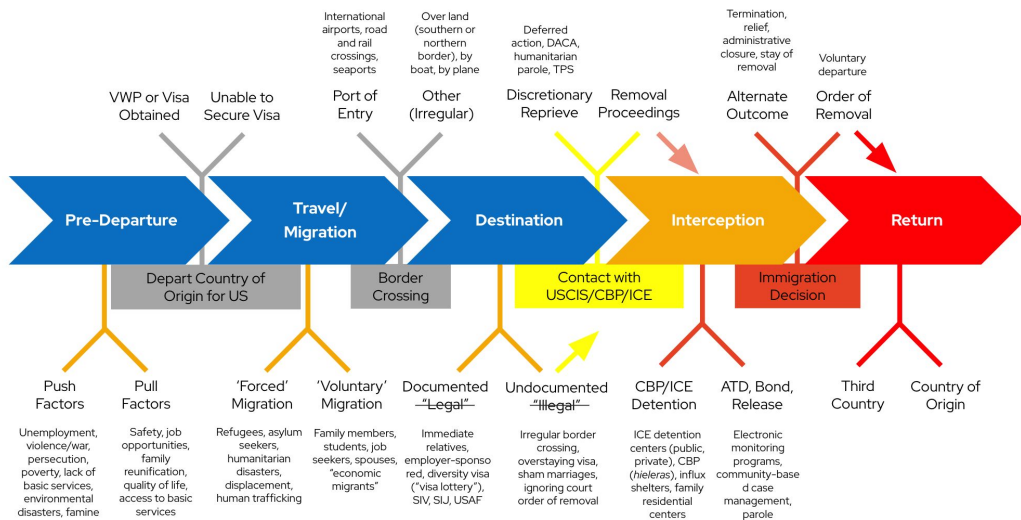 International
airports, road
and rail
crossings,
seaports
Over land
(southern or
northern
border), by
boat, by plane
Deferred
action, DACA,
humanitarian
parole, TPS
Termination,
relief,
administrative
closure, stay of
removal
Voluntary
departure
VWP or Visa
Obtained
Unable to
Secure Visa
Port of
Entry
Other
(Irregular)
Discretionary
Reprieve
Removal
Proceedings
Alternate
Outcome
Order of
Removal
Pre-Departure
Travel/
Migration
Destination
Interception
Return
Depart Country of
Origin for US
Border
Crossing
Contact with
USCIS/CBP/ICE
Immigration
Decision
Push
Factors
Unemployment,
violence/war,
persecution,
poverty, lack of
basic services,
environmental
disasters, famine
Pull
Factors
Safety, job
opportunities,
family
reunification,
quality of life,
access to basic
services
'Forced'
Migration
Refugees, asylum
seekers,
humanitarian
disasters,
displacement,
human trafficking
'Voluntary'
Migration
Family members,
students, job
seekers, spouses,
"economic
migrants"
Documented
"Legal"
Immediate
relatives,
employer-sponso
red, diversity visa
("visa lottery"),
SIV, SIJ, USAF
Undocumented
"Illegal"
Irregular border
crossing,
overstaying visa,
sham marriages,
ignoring court
order of removal
CBP/ICE
Detention
ICE detention
centers (public,
private), CBP
(hieleras), influx
shelters, family
residential
centers
ATD, Bond,
Release
Electronic
monitoring
programs,
community-base
d case
management,
parole
Third
Country
Country of
Origin